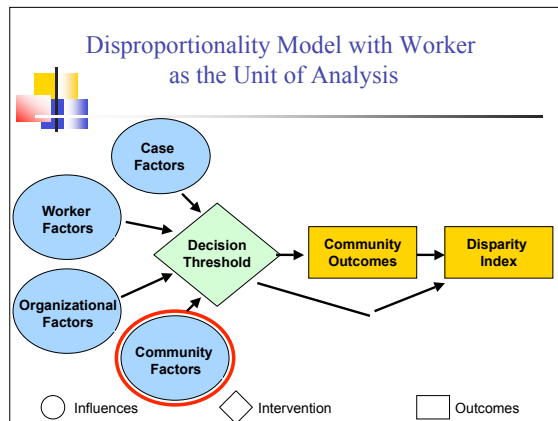 Disproportionality Model with Worker
as the Unit of Analysis
Case
Factors
Worker
Factors
Decision
Threshold
Community
Outcomes
Disparity
Index
Organizational
Factors
Community
Factors
Influences
Intervention
Outcomes